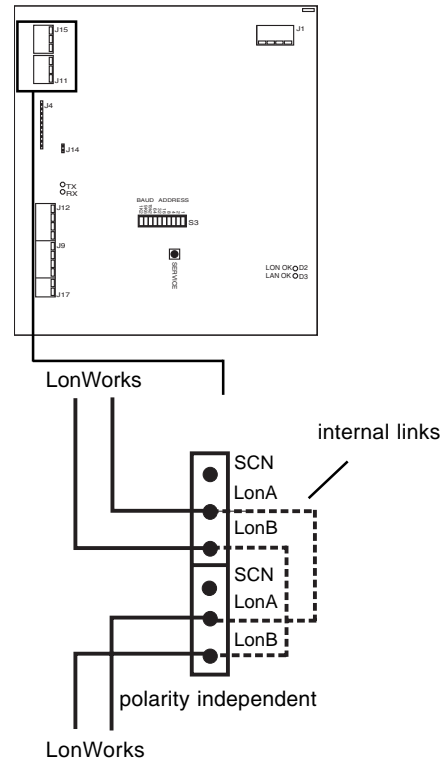 J15
J1
J11
J4
J14
TX
RX
BAUD ADDRESS
J12
S3
J9
SERVICE
LON OK D2
LAN OK D3
J17
LonWorks
internal links
SCN
LonA
LonB
SCN
LonA
LonB
polarity independent
LonWorks